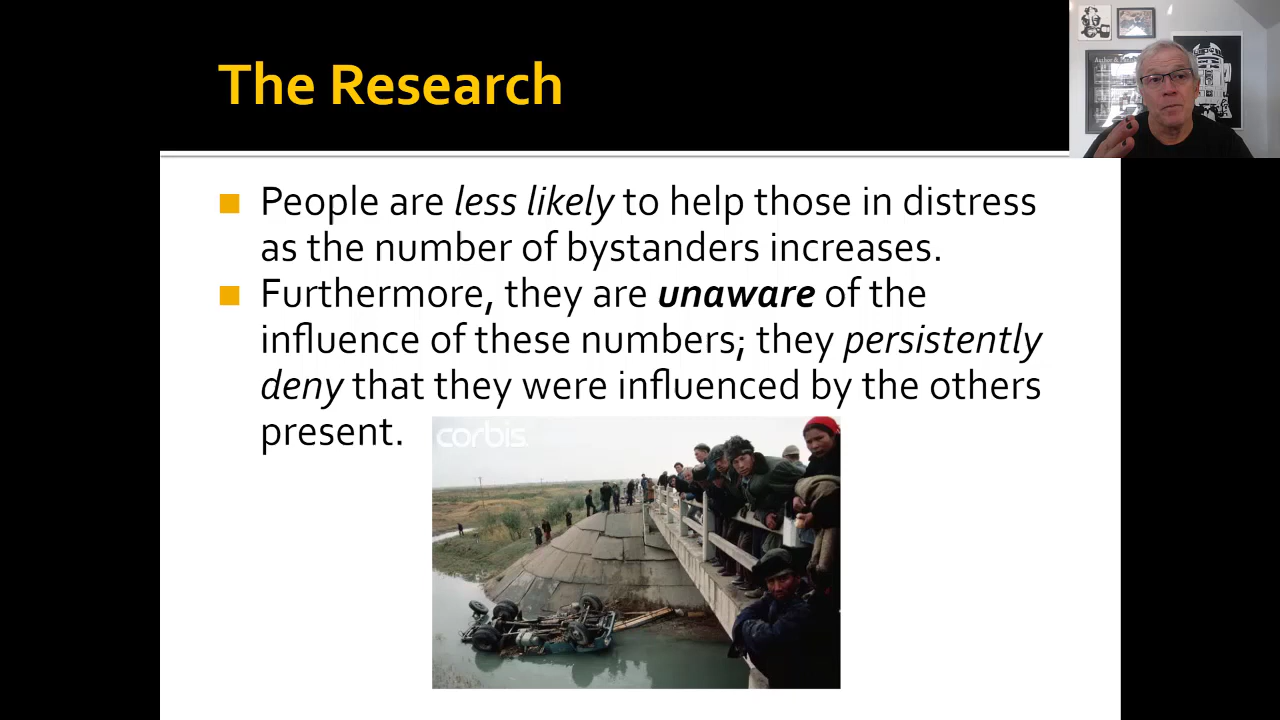 The Research
People are less likely to help those in distress
as the number of bystanders increases.
Furthermore, they are unaware of the
influence of these numbers; they persistently
deny that they were influenced by the others
present.
corbis.